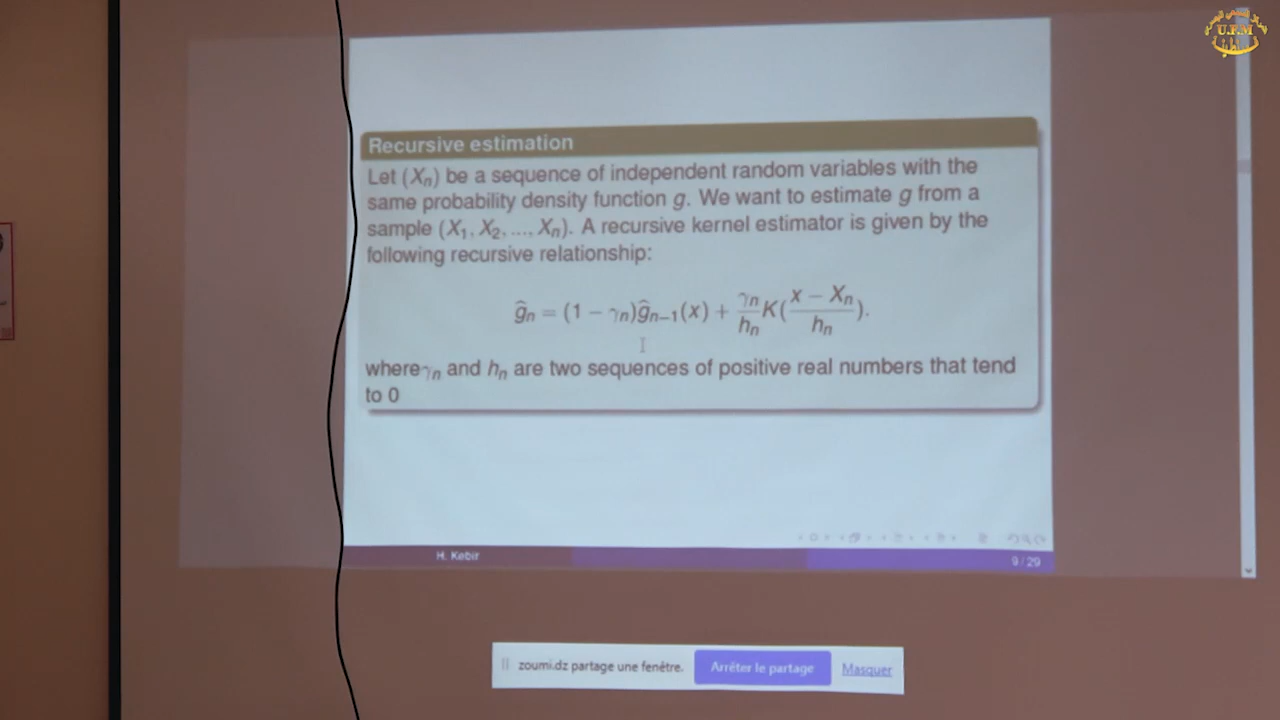 U.F.M
Recursive estimation
Let (Xₙ) be a sequence of independent random variables with the
same probability density function g. We want to estimate g from a
sample (X₁, X₂, ..., Xₙ). A recursive kernel estimator is given by the
following recursive relationship:
ĝₙ = (1 − γₙ)ĝₙ₋₁(x) + γₙ/hₙ K(x − Xₙ/hₙ).
whereγₙ and hₙ are two sequences of positive real numbers that tend
to 0
H. Kebir
9 / 29
zoumi.dz partage une fenêtre.
Arrêter le partage
Masquer